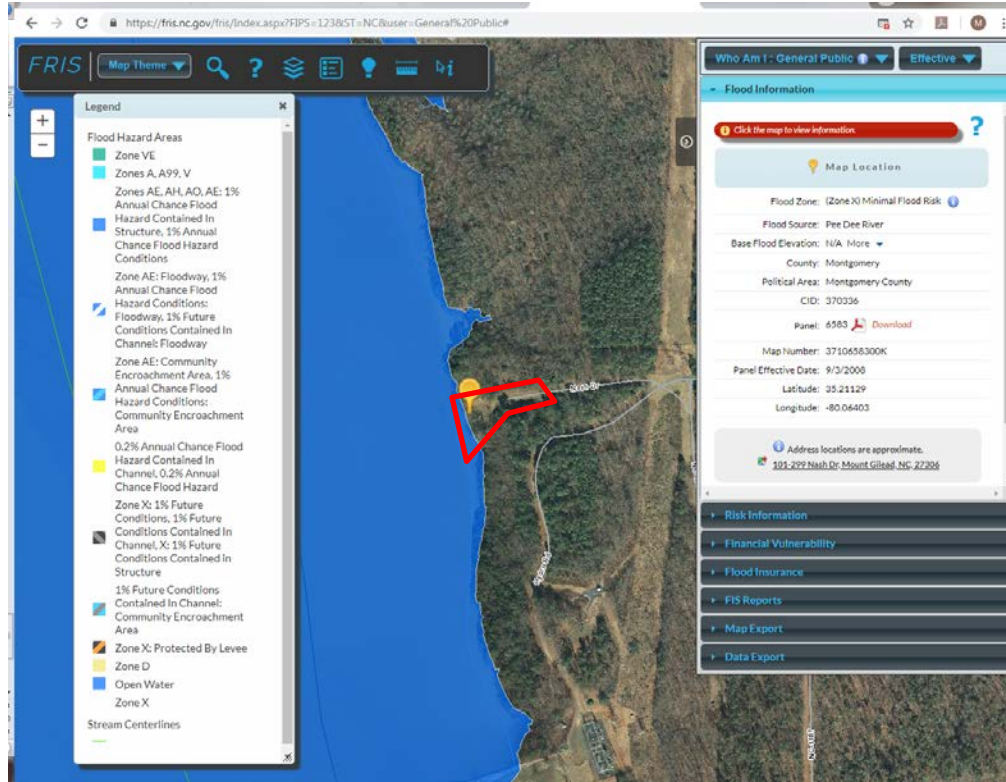 https://fris.nc.gov/fris/Index.aspx?FIPS=123&ST=NC&user=General%20Public#
M
FRIS
Map Theme
?
i
+
−
Legend
Flood Hazard Areas
Zone VE
Zones A, A99, V
Zones AE, AH, AO, AE: 1%
Annual Chance Flood
Hazard Contained In
Structure, 1% Annual
Chance Flood Hazard
Conditions
Zone AE: Floodway, 1%
Annual Chance Flood
Hazard Conditions:
Floodway, 1% Future
Conditions Contained In
Channel: Floodway
Zone AE: Community
Encroachment Area, 1%
Annual Chance Flood
Hazard Conditions:
Community Encroachment
Area
0.2% Annual Chance Flood
Hazard Contained In
Channel, 0.2% Annual
Chance Flood Hazard
Zone X: 1% Future
Conditions, 1% Future
Conditions Contained In
Channel, X: 1% Future
Conditions Contained In
Structure
1% Future Conditions
Contained In Channel:
Community Encroachment
Area
Zone X: Protected By Levee
Zone D
Open Water
Zone X
Stream Centerlines
Nash Dr
Who Am I : General Public
Effective
Flood Information
Click the map to view information.
?
Map Location
Flood Zone: (Zone X) Minimal Flood Risk
Flood Source: Pee Dee River
Base Flood Elevation: N/A More
County: Montgomery
Political Area: Montgomery County
CID: 370336
Panel: 6583 Download
Map Number: 3710658300K
Panel Effective Date: 9/3/2008
Latitude: 35.21129
Longitude: -80.06403
Address locations are approximate.
101-299 Nash Dr, Mount Gilead, NC, 27306
Risk Information
Financial Vulnerability
Flood Insurance
FIS Reports
Map Export
Data Export